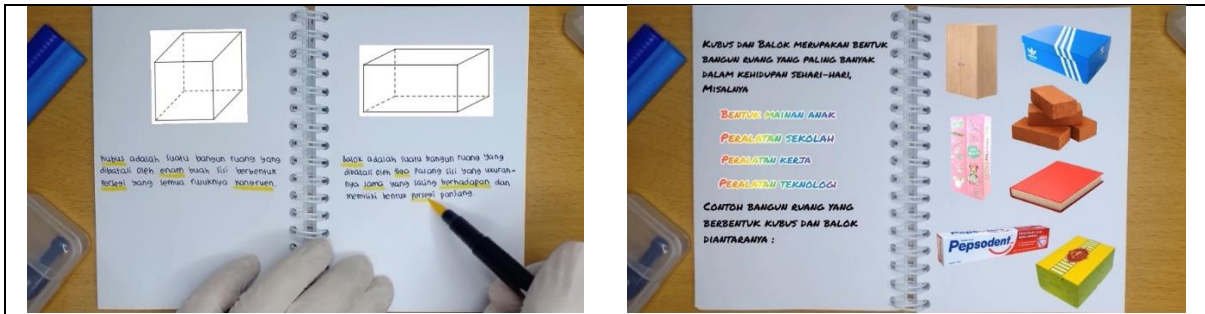 Kubus adalah suatu bangun ruang yang
dibatasi oleh enam buah sisi berbentuk
persegi yang semua rusuknya kongruen.
Balok adalah suatu bangun ruang yang
dibatasi oleh tiga pasang sisi yang ukuran-
nya sama yang saling berhadapan dan
memiliki bentuk persegi panjang.
KUBUS DAN BALOK MERUPAKAN BENTUK
BANGUN RUANG YANG PALING BANYAK
DALAM KEHIDUPAN SEHARI-HARI,
MISALNYA
BENTUK MAINAN ANAK
PERALATAN SEKOLAH
PERALATAN KERJA
PERALATAN TEKNOLOGI
CONTOH BANGUN RUANG YANG
BERBENTUK KUBUS DAN BALOK
DIANTARANYA :
adidas
Pepsodent